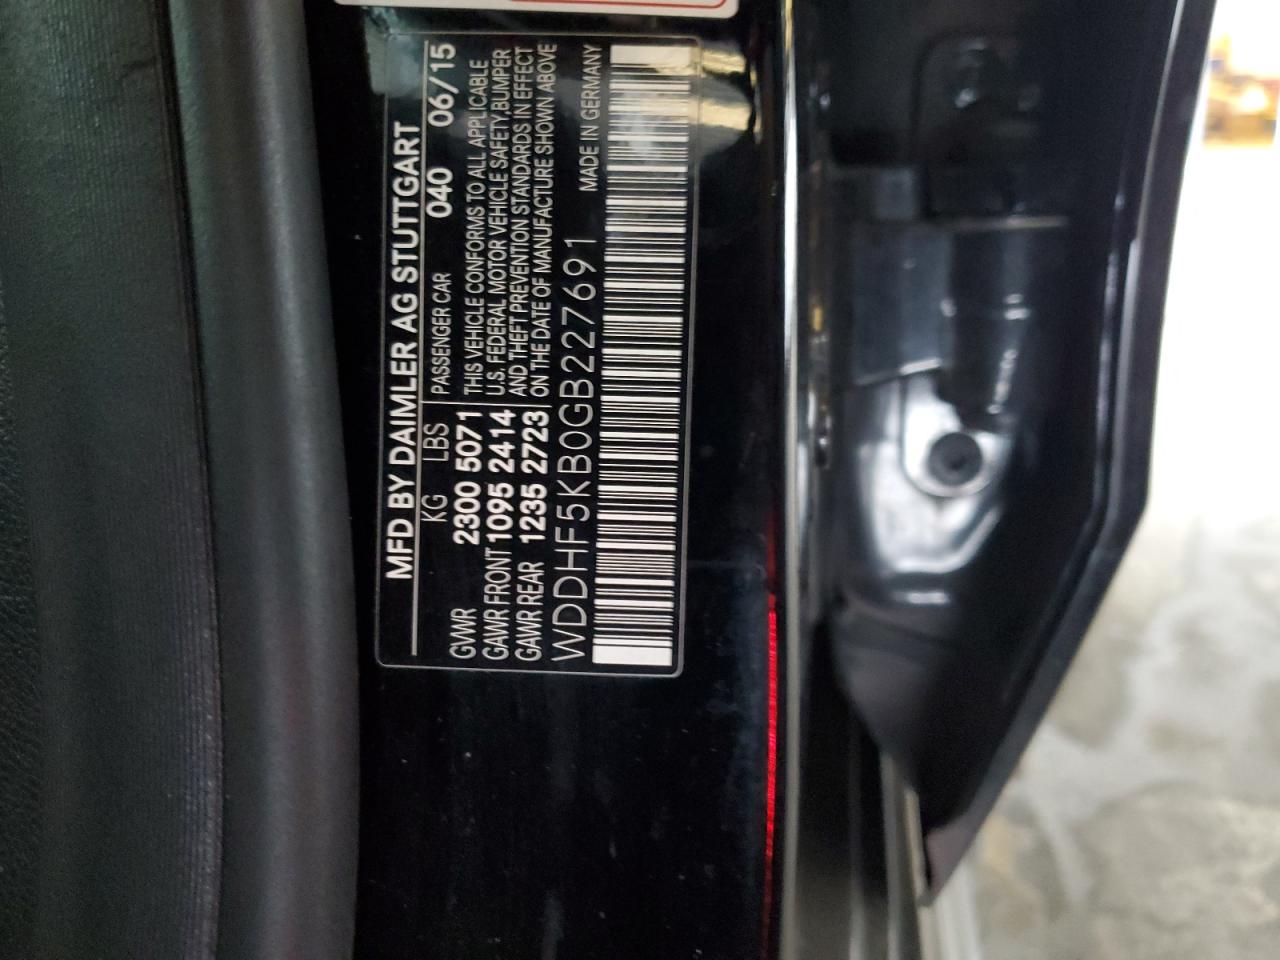 MFD BY DAIMLER AG STUTTGART
KG LBS PASSENGER CAR 040 06/15
GVWR 2300 5071
GAWR FRONT 1095 2414
GAWR REAR 1235 2723
THIS VEHICLE CONFORMS TO ALL APPLICABLE
U.S. FEDERAL MOTOR VEHICLE SAFETY,BUMPER
AND THEFT PREVENTION STANDARDS IN EFFECT
ON THE DATE OF MANUFACTURE SHOWN ABOVE
WDDHF5KB0GB227691 MADE IN GERMANY